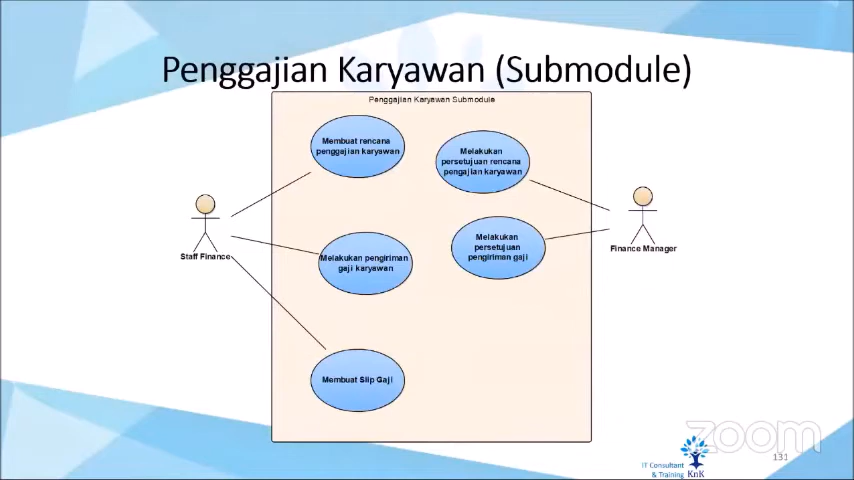 Penggajian Karyawan (Submodule)
Penggajian Karyawan Submodule
Membuat rencana
penggajian karyawan
Melakukan
persetujuan rencana
pengajian karyawan
Staff Finance
Melakukan pengiriman
gaji karyawan
Melakukan
persetujuan
pengiriman gaji
Finance Manager
Membuat Slip Gaji
zoom
131
IT Consultant
& Training
KnK